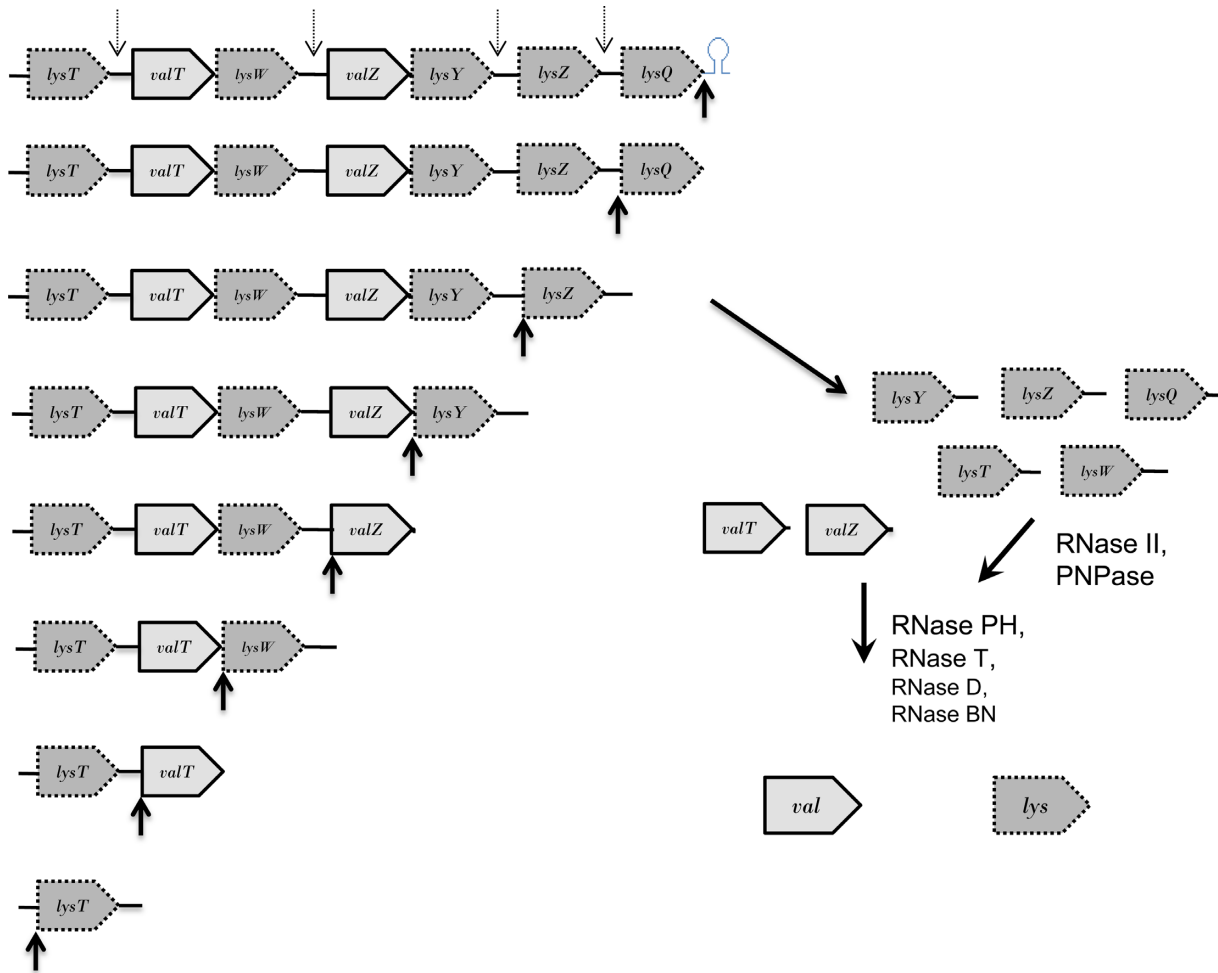 lysT valT lysW valZ lysY lysZ lysQ
lysT valT lysW valZ lysY lysZ lysQ
lysT valT lysW valZ lysY lysZ
lysT valT lysW valZ lysY
lysT valT lysW valZ
lysT valT lysW
lysT valT
lysT
lysY lysZ lysQ
lysT lysW
valT valZ
RNase II,
PNPase
RNase PH,
RNase T,
RNase D,
RNase BN
val lys